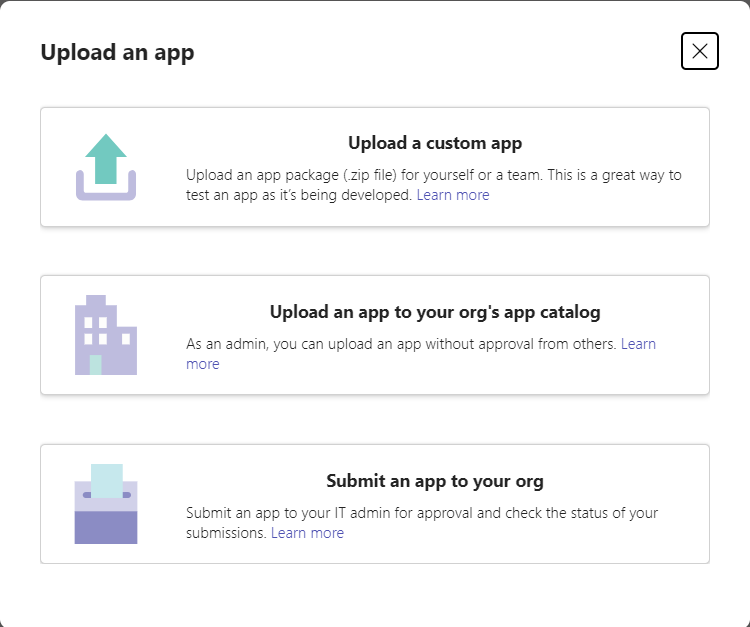 Upload an app
Upload a custom app
Upload an app package (.zip file) for yourself or a team. This is a great way to
test an app as it’s being developed. Learn more
Upload an app to your org's app catalog
As an admin, you can upload an app without approval from others. Learn
more
Submit an app to your org
Submit an app to your IT admin for approval and check the status of your
submissions. Learn more